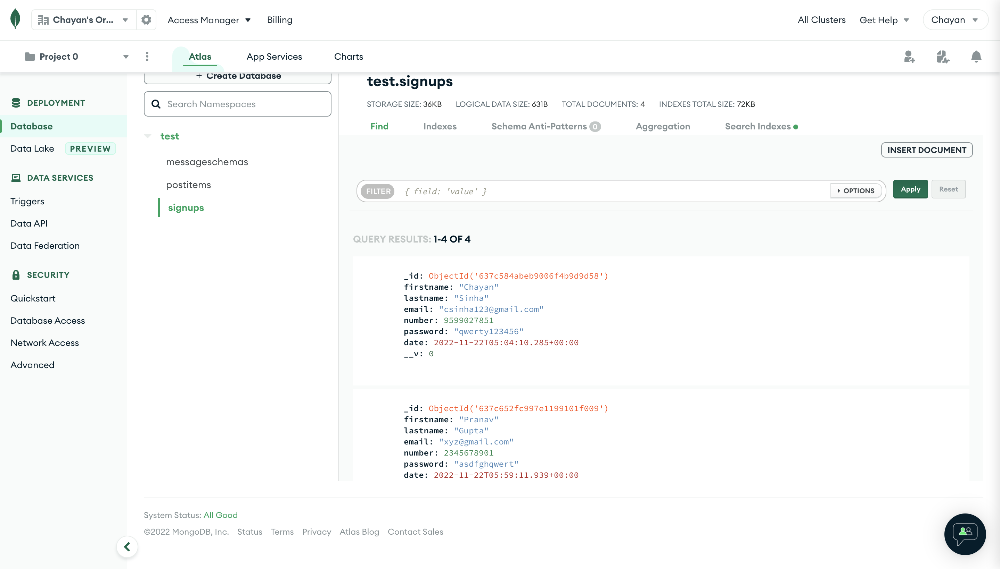 Chayan's Or...
Access Manager
Billing
All Clusters
Get Help
Chayan
Project 0
Atlas
App Services
Charts
DEPLOYMENT
Database
Data Lake PREVIEW
DATA SERVICES
Triggers
Data API
Data Federation
SECURITY
Quickstart
Database Access
Network Access
Advanced
+ Create Database
Search Namespaces
test
messageschemas
postitems
signups
test.signups
STORAGE SIZE: 36KB LOGICAL DATA SIZE: 631B TOTAL DOCUMENTS: 4 INDEXES TOTAL SIZE: 72KB
Find Indexes Schema Anti-Patterns 0 Aggregation Search Indexes
INSERT DOCUMENT
FILTER { field: 'value' } OPTIONS Apply Reset
QUERY RESULTS: 1-4 OF 4
_id: ObjectId('637c584abeb9006f4b9d9d58')
firstname: "Chayan"
lastname: "Sinha"
email: "csinha123@gmail.com"
number: 9599027851
password: "qwerty123456"
date: 2022-11-22T05:04:10.285+00:00
__v: 0
_id: ObjectId('637c652fc997e1199101f009')
firstname: "Pranav"
lastname: "Gupta"
email: "xyz@gmail.com"
number: 2345678901
password: "asdfghqwert"
date: 2022-11-22T05:59:11.939+00:00
System Status: All Good
©2022 MongoDB, Inc. Status Terms Privacy Atlas Blog Contact Sales